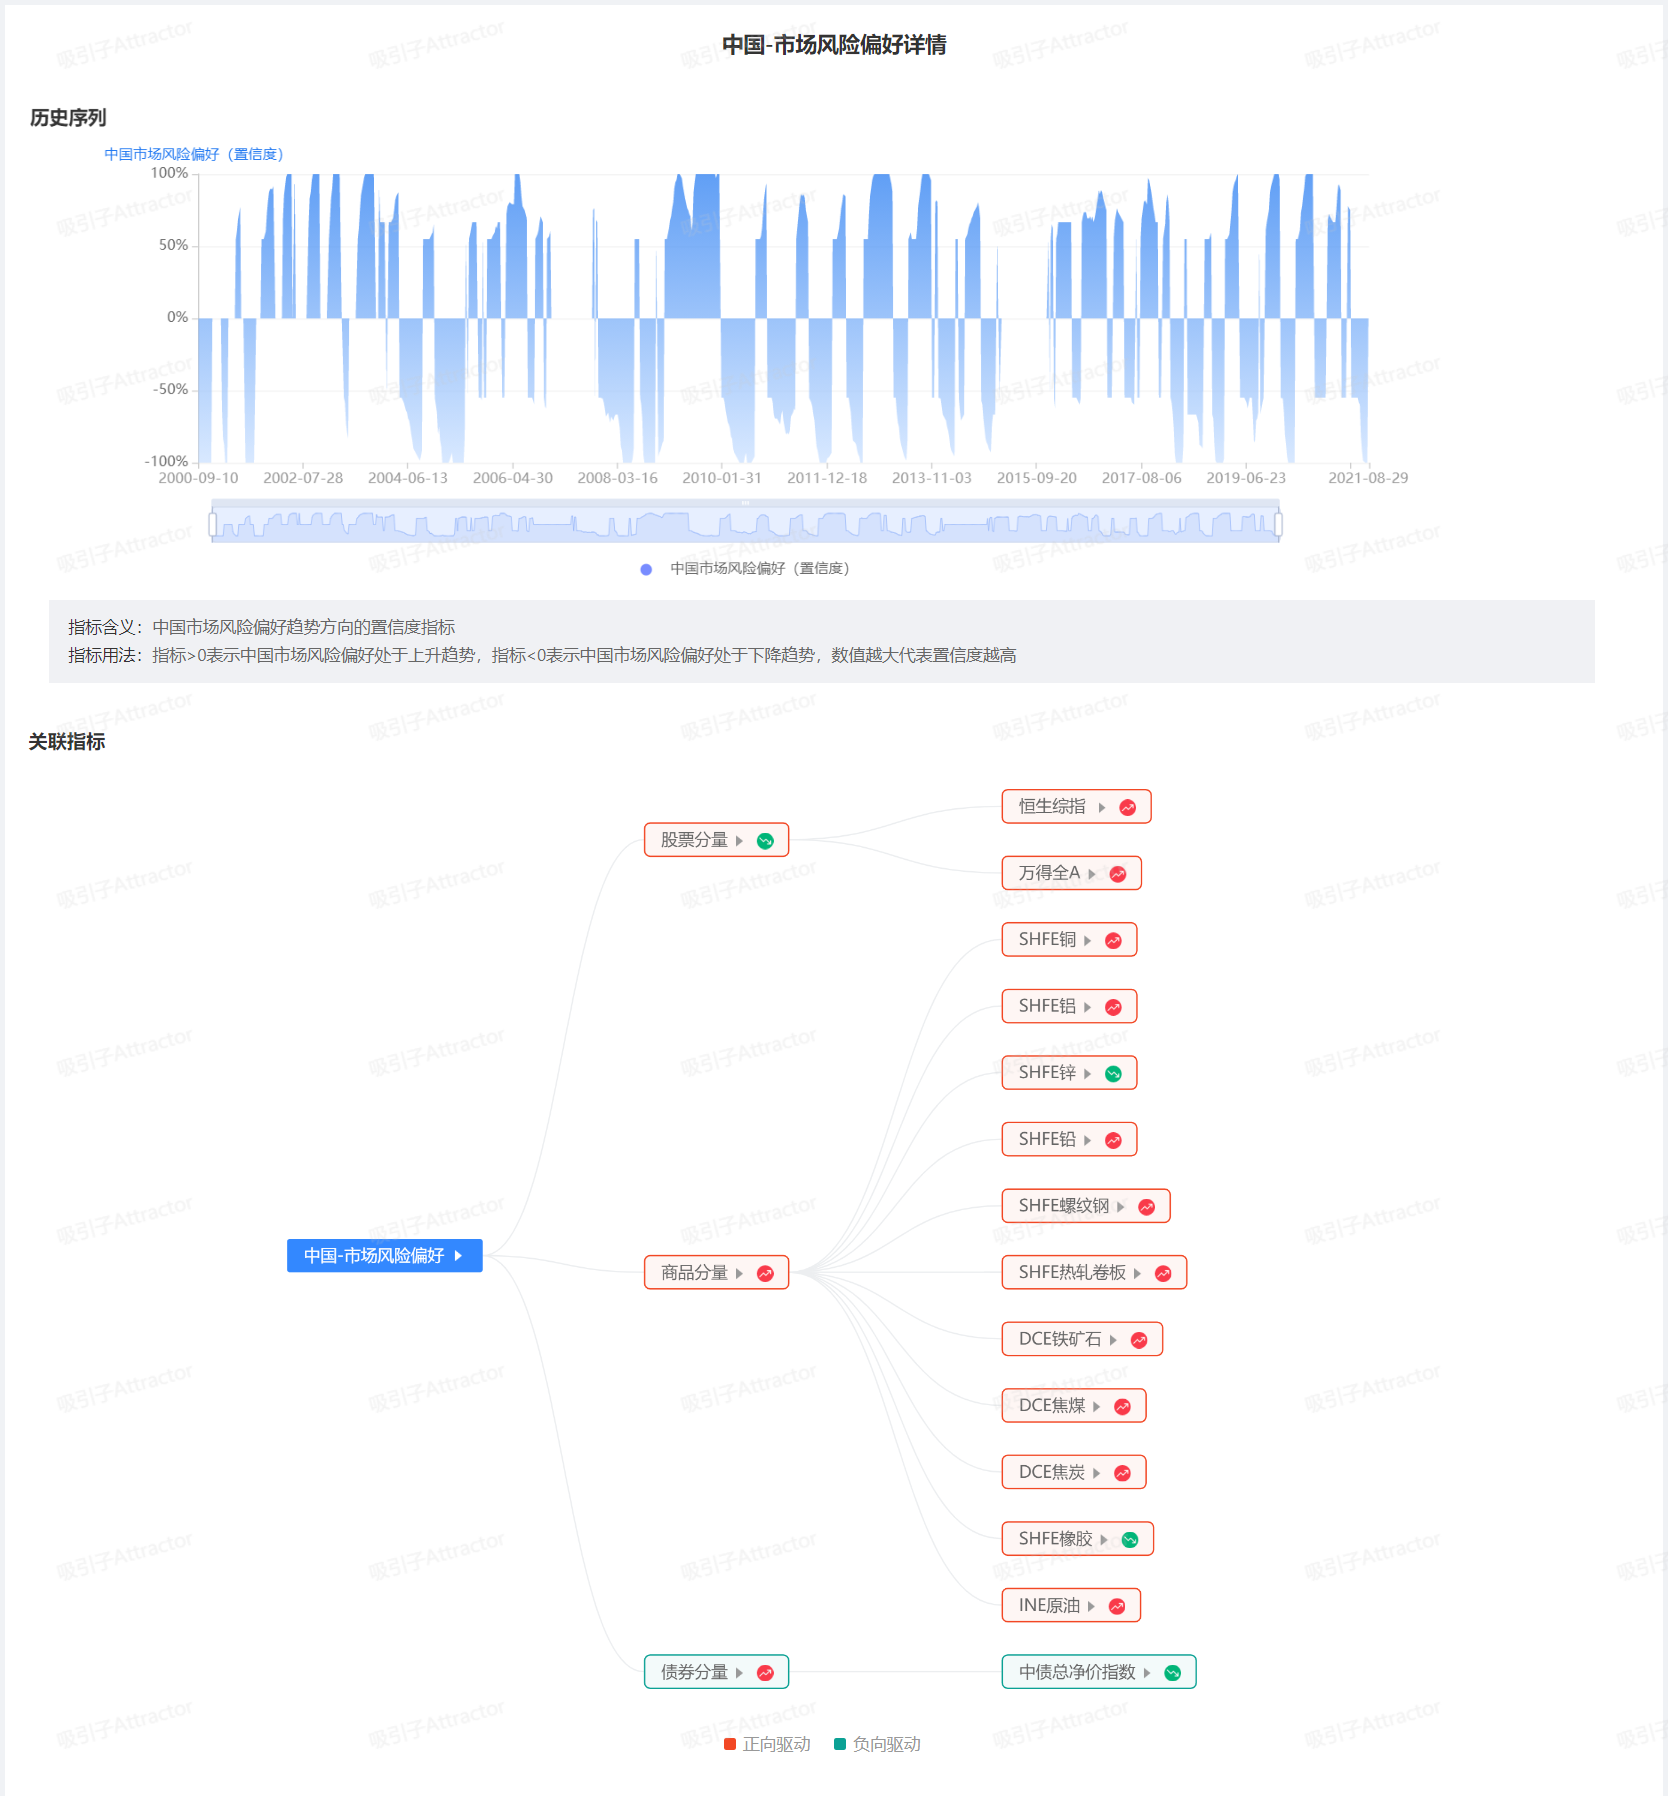 中国-市场风险偏好详情
历史序列
中国市场风险偏好（置信度）
100%
50%
0%
-50%
-100%
2000-09-10 2002-07-28 2004-06-13 2006-04-30 2008-03-16 2010-01-31 2011-12-18 2013-11-03 2015-09-20 2017-08-06 2019-06-23 2021-08-29
中国市场风险偏好（置信度）
指标含义：中国市场风险偏好趋势方向的置信度指标
指标用法：指标>0表示中国市场风险偏好处于上升趋势，指标<0表示中国市场风险偏好处于下降趋势，数值越大代表置信度越高
关联指标
恒生综指
股票分量
万得全A
SHFE铜
SHFE铝
SHFE锌
SHFE铅
SHFE螺纹钢
中国-市场风险偏好
商品分量
SHFE热轧卷板
DCE铁矿石
DCE焦煤
DCE焦炭
SHFE橡胶
INE原油
债券分量
中债总净价指数
正向驱动 负向驱动
吸引子Attractor